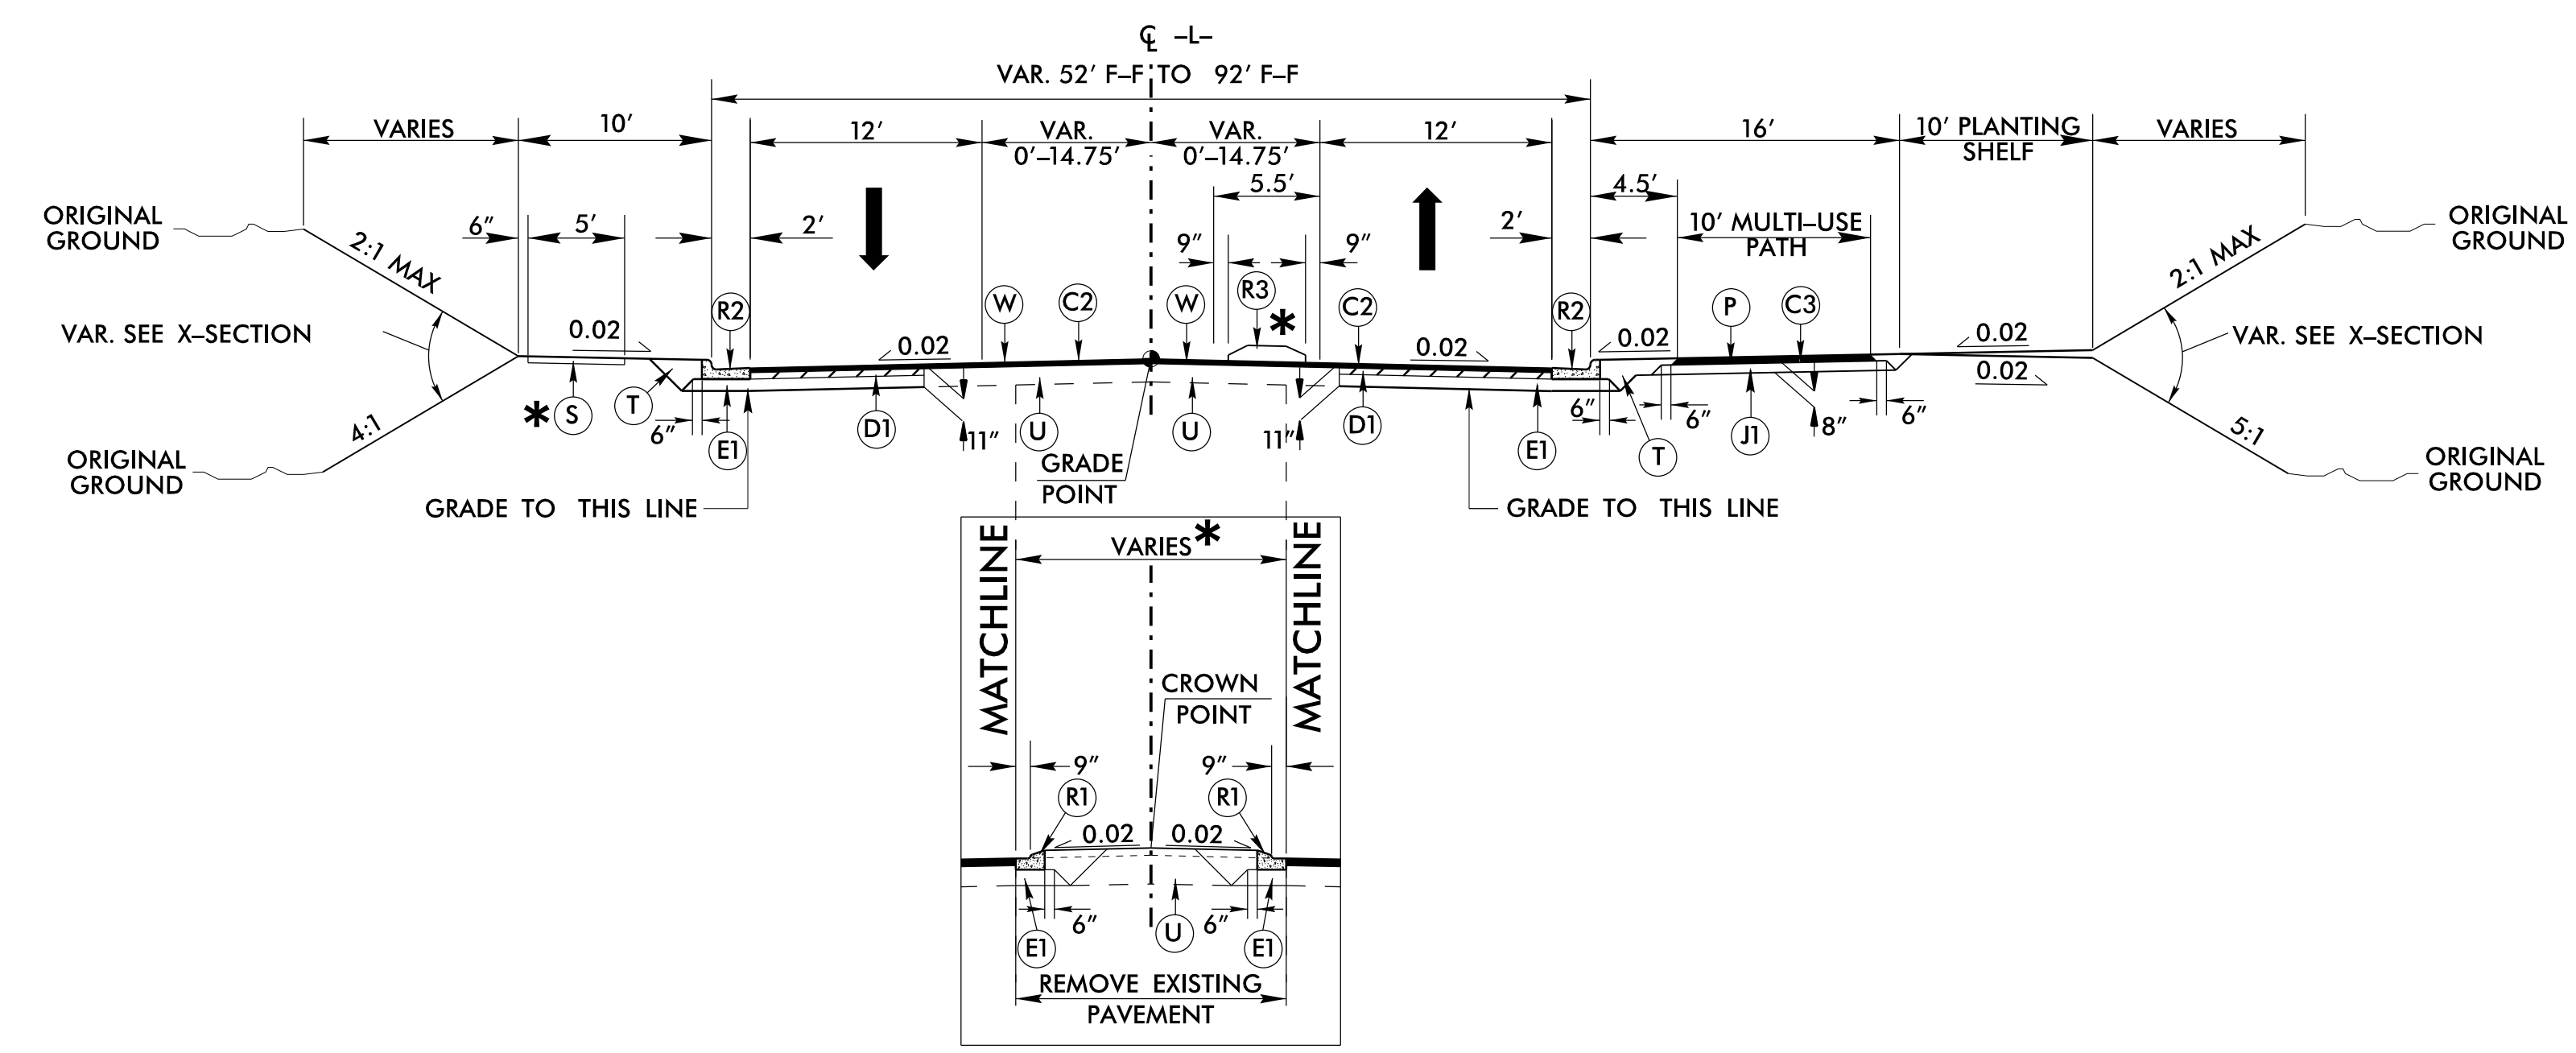 ℄ –L–
VAR. 52' F–F TO 92' F–F
VARIES
10'
12'
VAR.
0'–14.75'
VAR.
0'–14.75'
12'
16'
10' PLANTING
SHELF
VARIES
5.5'
4.5'
ORIGINAL
GROUND
6"
5'
2'
9"
9"
2'
10' MULTI–USE
PATH
ORIGINAL
GROUND
2:1 MAX
2:1 MAX
R2
W
C2
W
R3
*
C2
R2
P
C3
VAR. SEE X–SECTION
0.02
0.02
0.02
0.02
0.02
VAR. SEE X–SECTION
0.02
4:1
* S
T
6"
E1
D1
11"
U
U
11"
D1
E1
6"
T
6"
J1
8"
6"
5:1
ORIGINAL
GROUND
GRADE
POINT
ORIGINAL
GROUND
GRADE TO THIS LINE
GRADE TO THIS LINE
MATCHLINE
VARIES *
MATCHLINE
CROWN
POINT
9"
9"
R1
R1
0.02
0.02
6"
U
6"
E1
E1
REMOVE EXISTING
PAVEMENT